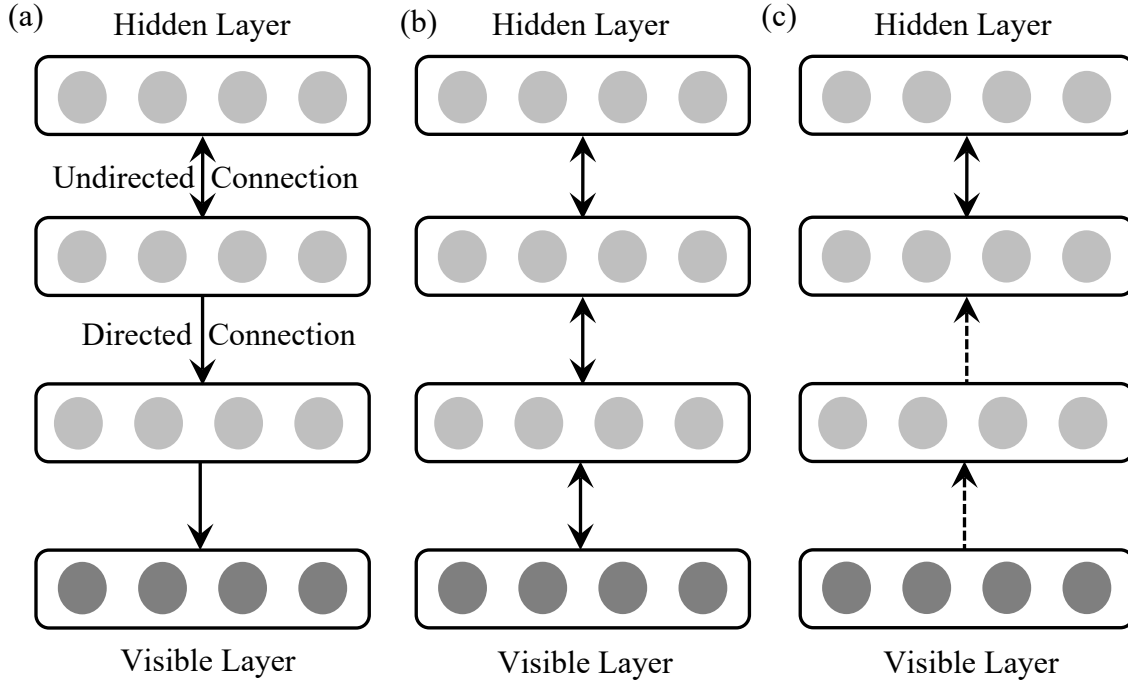 (a)
Hidden Layer
Undirected Connection
Directed Connection
Visible Layer
(b)
Hidden Layer
Visible Layer
(c)
Hidden Layer
Visible Layer